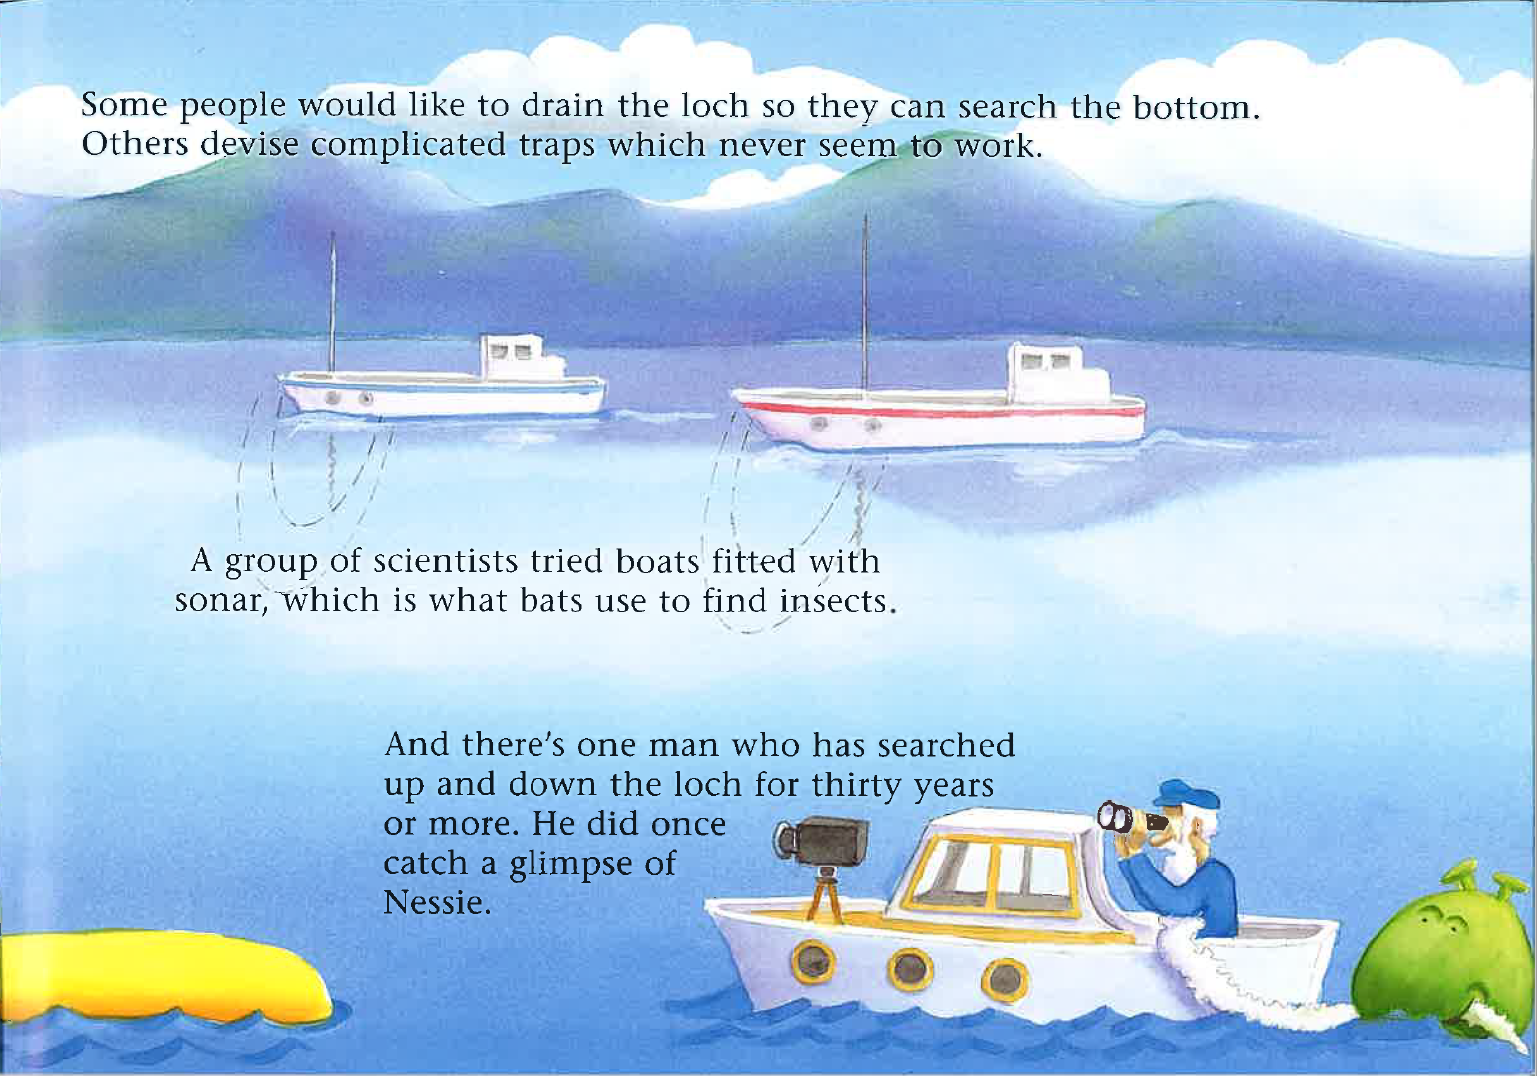 Some people would like to drain the loch so they can search the bottom.
Others devise complicated traps which never seem to work.
A group of scientists tried boats fitted with
sonar, which is what bats use to find insects.
And there's one man who has searched
up and down the loch for thirty years
or more. He did once
catch a glimpse of
Nessie.